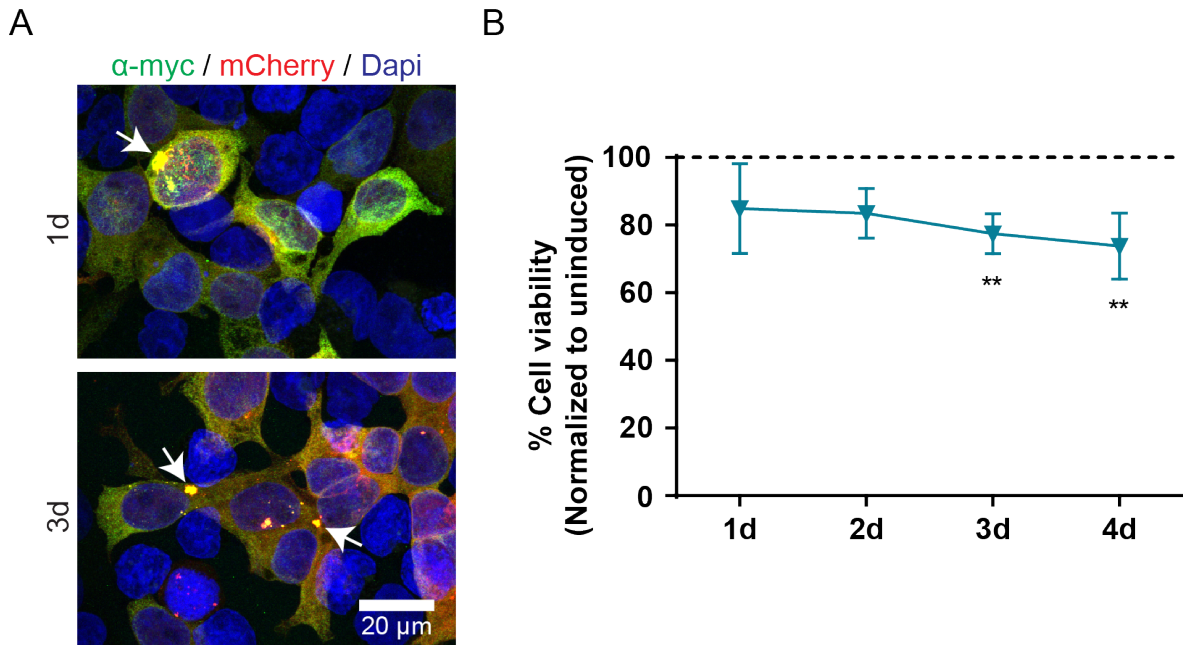 A
α-myc / mCherry / Dapi
1d
3d
20 μm
B
% Cell viability
(Normalized to uninduced)
100
80
60
40
20
0
**
**
1d 2d 3d 4d